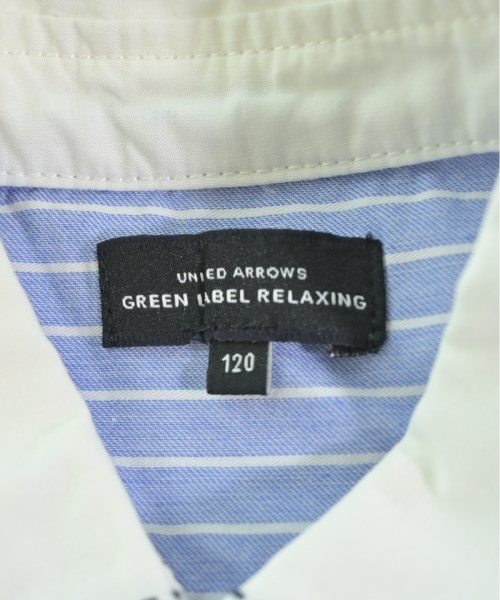 UNITED ARROWS
GREEN LABEL RELAXING
120